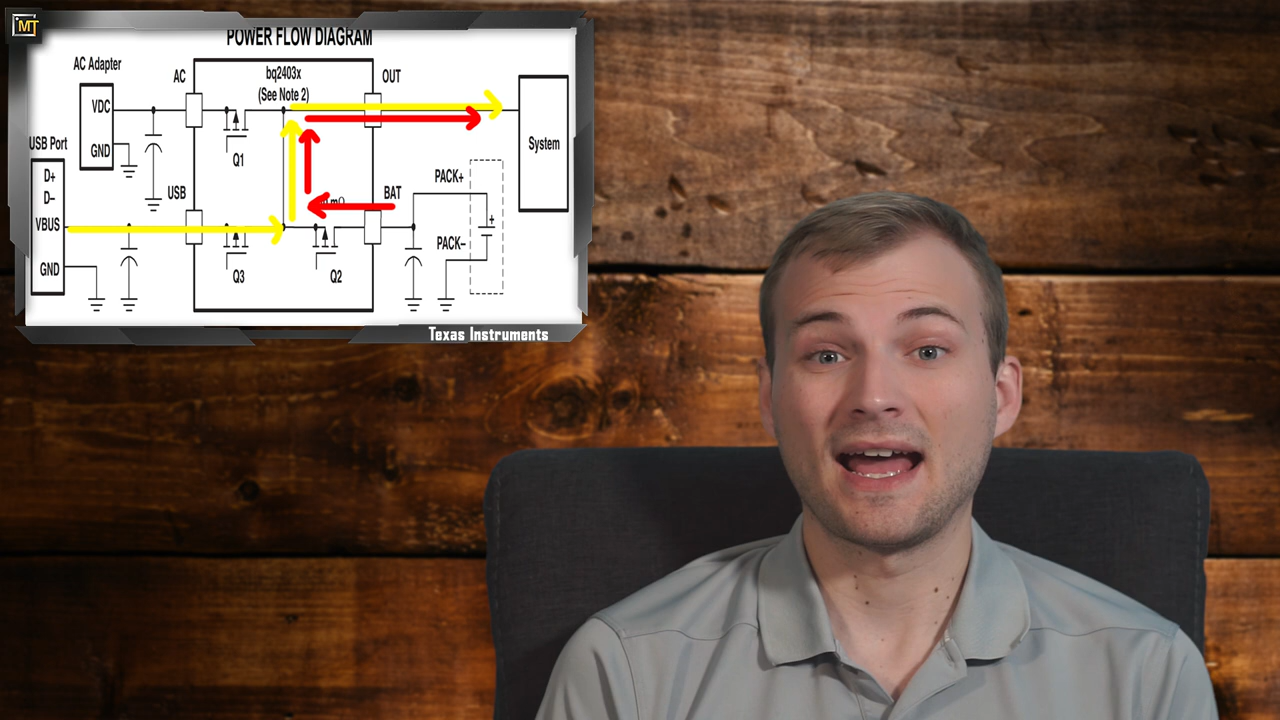 MT
POWER FLOW DIAGRAM
AC Adapter
AC
bq2403x
OUT
(See Note 2)
VDC
GND
Q1
System
USB Port
D+
D–
USB
BAT
PACK+
VBUS
+
PACK–
GND
Q3
Q2
Texas Instruments